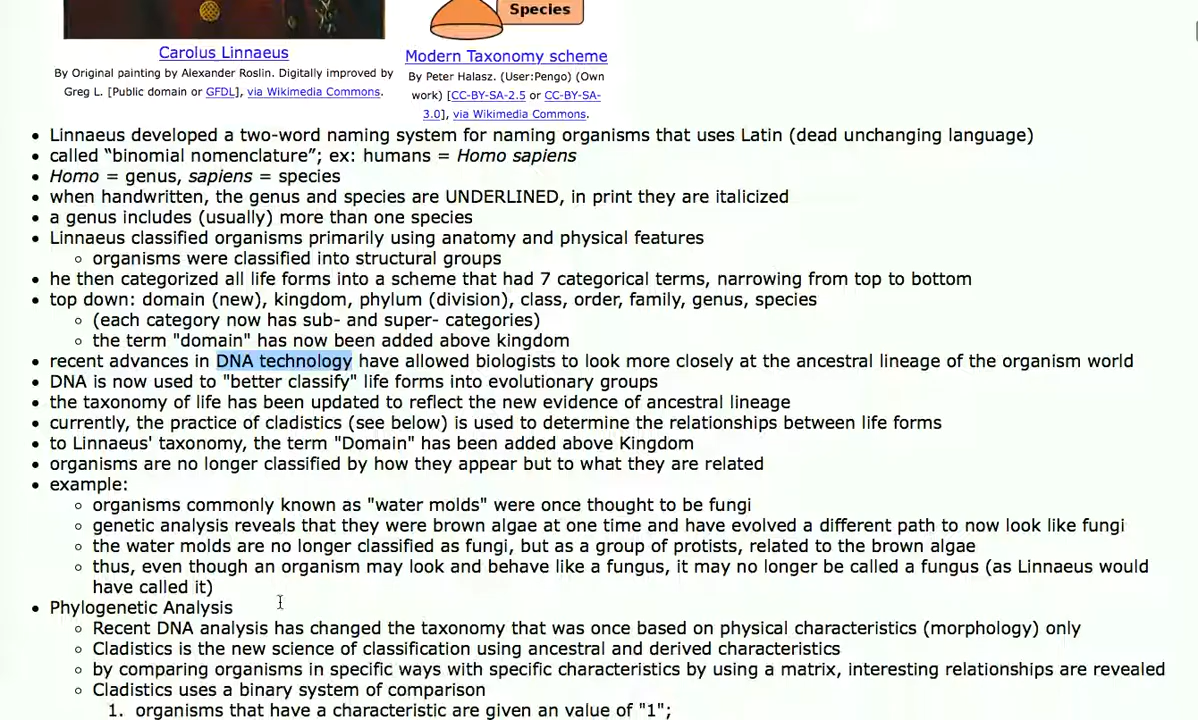 Species
Carolus Linnaeus
By Original painting by Alexander Roslin. Digitally improved by
Greg L. [Public domain or GFDL], via Wikimedia Commons.
Modern Taxonomy scheme
By Peter Halasz. (User:Pengo) (Own
work) [CC-BY-SA-2.5 or CC-BY-SA-
3.0], via Wikimedia Commons.
• Linnaeus developed a two-word naming system for naming organisms that uses Latin (dead unchanging language)
• called “binomial nomenclature”; ex: humans = Homo sapiens
• Homo = genus, sapiens = species
• when handwritten, the genus and species are UNDERLINED, in print they are italicized
• a genus includes (usually) more than one species
• Linnaeus classified organisms primarily using anatomy and physical features
◦ organisms were classified into structural groups
• he then categorized all life forms into a scheme that had 7 categorical terms, narrowing from top to bottom
• top down: domain (new), kingdom, phylum (division), class, order, family, genus, species
◦ (each category now has sub- and super- categories)
◦ the term "domain" has now been added above kingdom
• recent advances in DNA technology have allowed biologists to look more closely at the ancestral lineage of the organism world
• DNA is now used to "better classify" life forms into evolutionary groups
• the taxonomy of life has been updated to reflect the new evidence of ancestral lineage
• currently, the practice of cladistics (see below) is used to determine the relationships between life forms
• to Linnaeus' taxonomy, the term "Domain" has been added above Kingdom
• organisms are no longer classified by how they appear but to what they are related
• example:
◦ organisms commonly known as "water molds" were once thought to be fungi
◦ genetic analysis reveals that they were brown algae at one time and have evolved a different path to now look like fungi
◦ the water molds are no longer classified as fungi, but as a group of protists, related to the brown algae
◦ thus, even though an organism may look and behave like a fungus, it may no longer be called a fungus (as Linnaeus would
have called it)
• Phylogenetic Analysis
◦ Recent DNA analysis has changed the taxonomy that was once based on physical characteristics (morphology) only
◦ Cladistics is the new science of classification using ancestral and derived characteristics
◦ by comparing organisms in specific ways with specific characteristics by using a matrix, interesting relationships are revealed
◦ Cladistics uses a binary system of comparison
1. organisms that have a characteristic are given an value of "1";